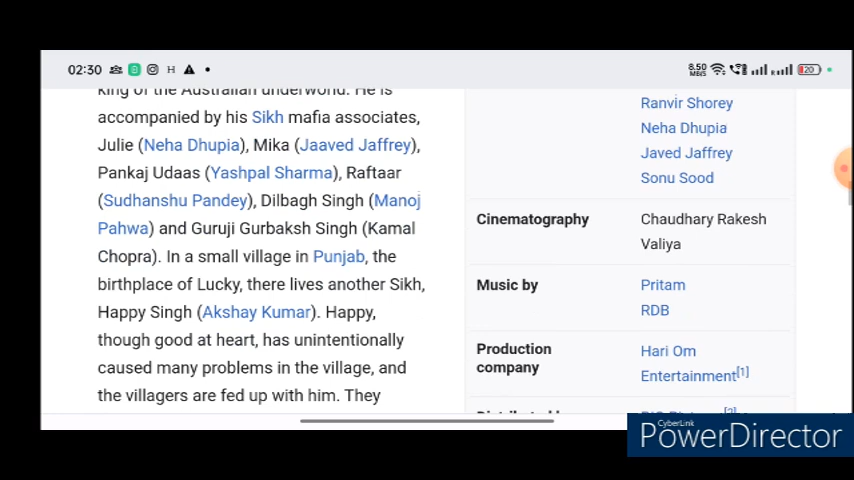 02:30
H
8.50
MB/S
20
king of the Australian underworld. He is
accompanied by his Sikh mafia associates,
Julie (Neha Dhupia), Mika (Jaaved Jaffrey),
Pankaj Udaas (Yashpal Sharma), Raftaar
(Sudhanshu Pandey), Dilbagh Singh (Manoj
Pahwa) and Guruji Gurbaksh Singh (Kamal
Chopra). In a small village in Punjab, the
birthplace of Lucky, there lives another Sikh,
Happy Singh (Akshay Kumar). Happy,
though good at heart, has unintentionally
caused many problems in the village, and
the villagers are fed up with him. They
Ranvir Shorey
Neha Dhupia
Javed Jaffrey
Sonu Sood
Cinematography
Chaudhary Rakesh
Valiya
Music by
Pritam
RDB
Production
company
Hari Om
Entertainment[1]
CyberLink
PowerDirector